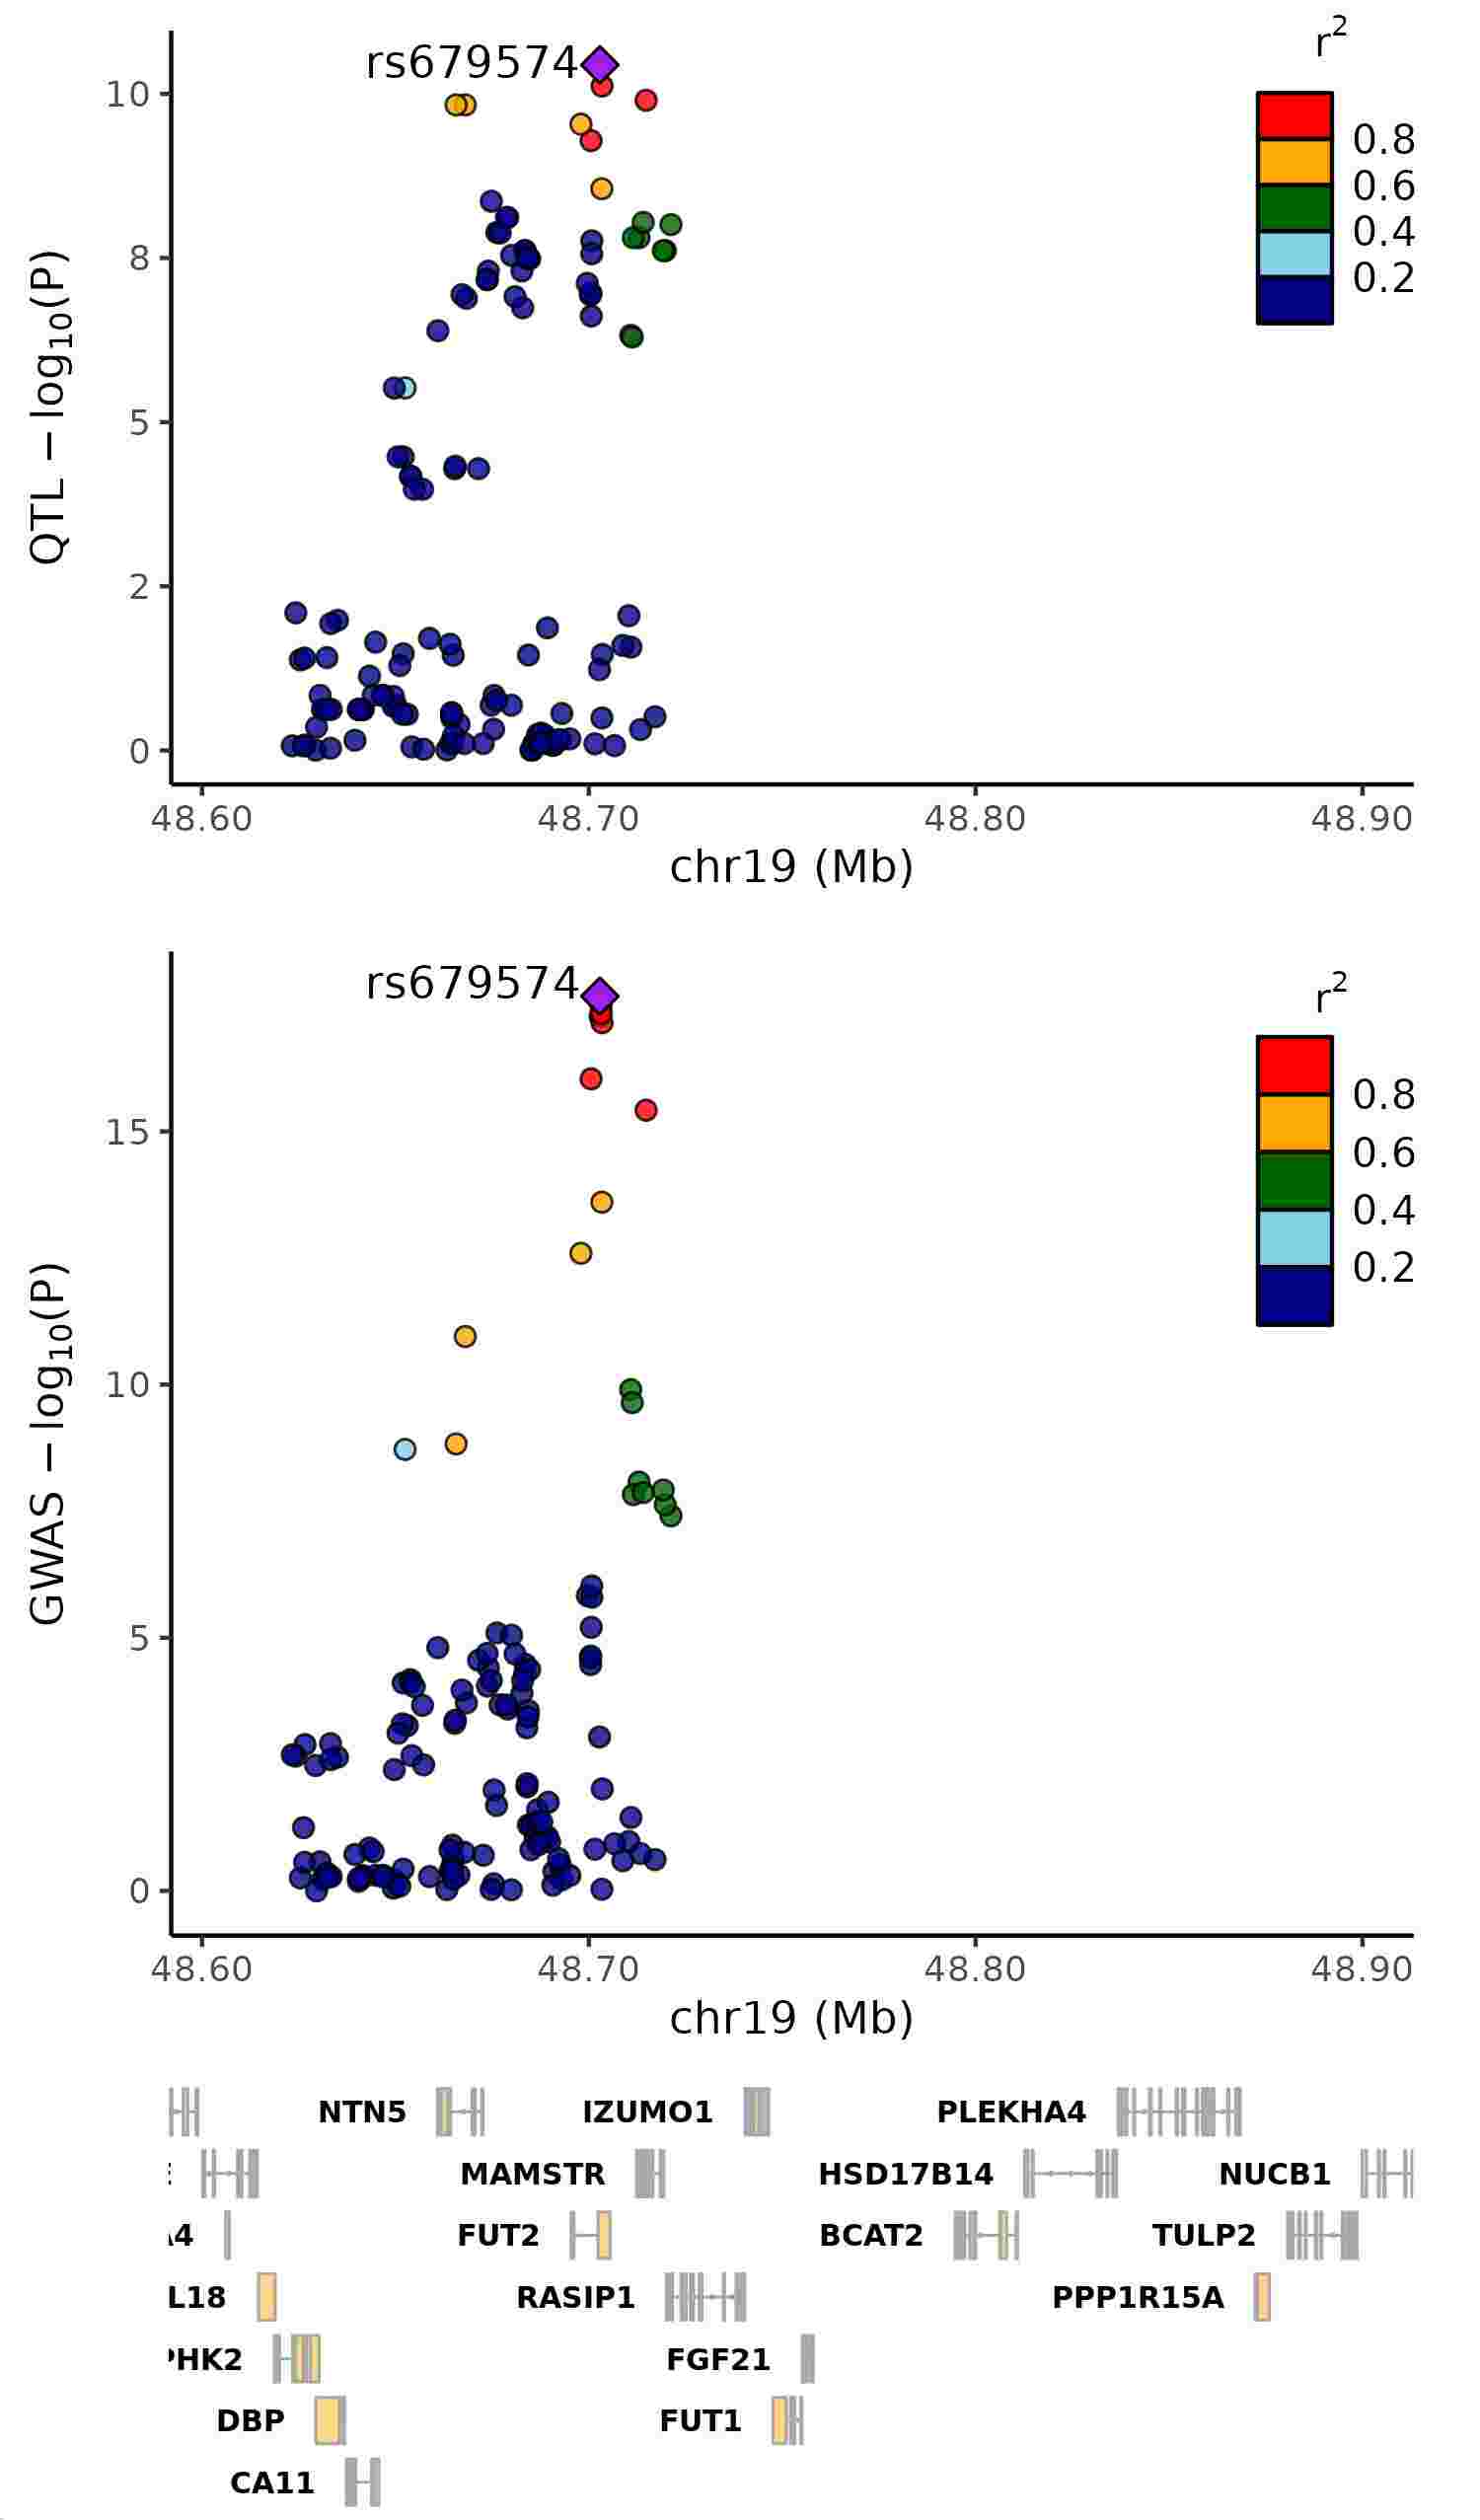 r²
rs679574
10
8
5
2
0
QTL −log₁₀(P)
0.8
0.6
0.4
0.2
48.60 48.70 48.80 48.90
chr19 (Mb)
r²
rs679574
15
10
5
0
GWAS −log₁₀(P)
0.8
0.6
0.4
0.2
48.60 48.70 48.80 48.90
chr19 (Mb)
NTN5 IZUMO1 PLEKHA4
MAMSTR HSD17B14 NUCB1
4 FUT2 BCAT2 TULP2
L18 RASIP1 PPP1R15A
PHK2 FGF21
DBP FUT1
CA11